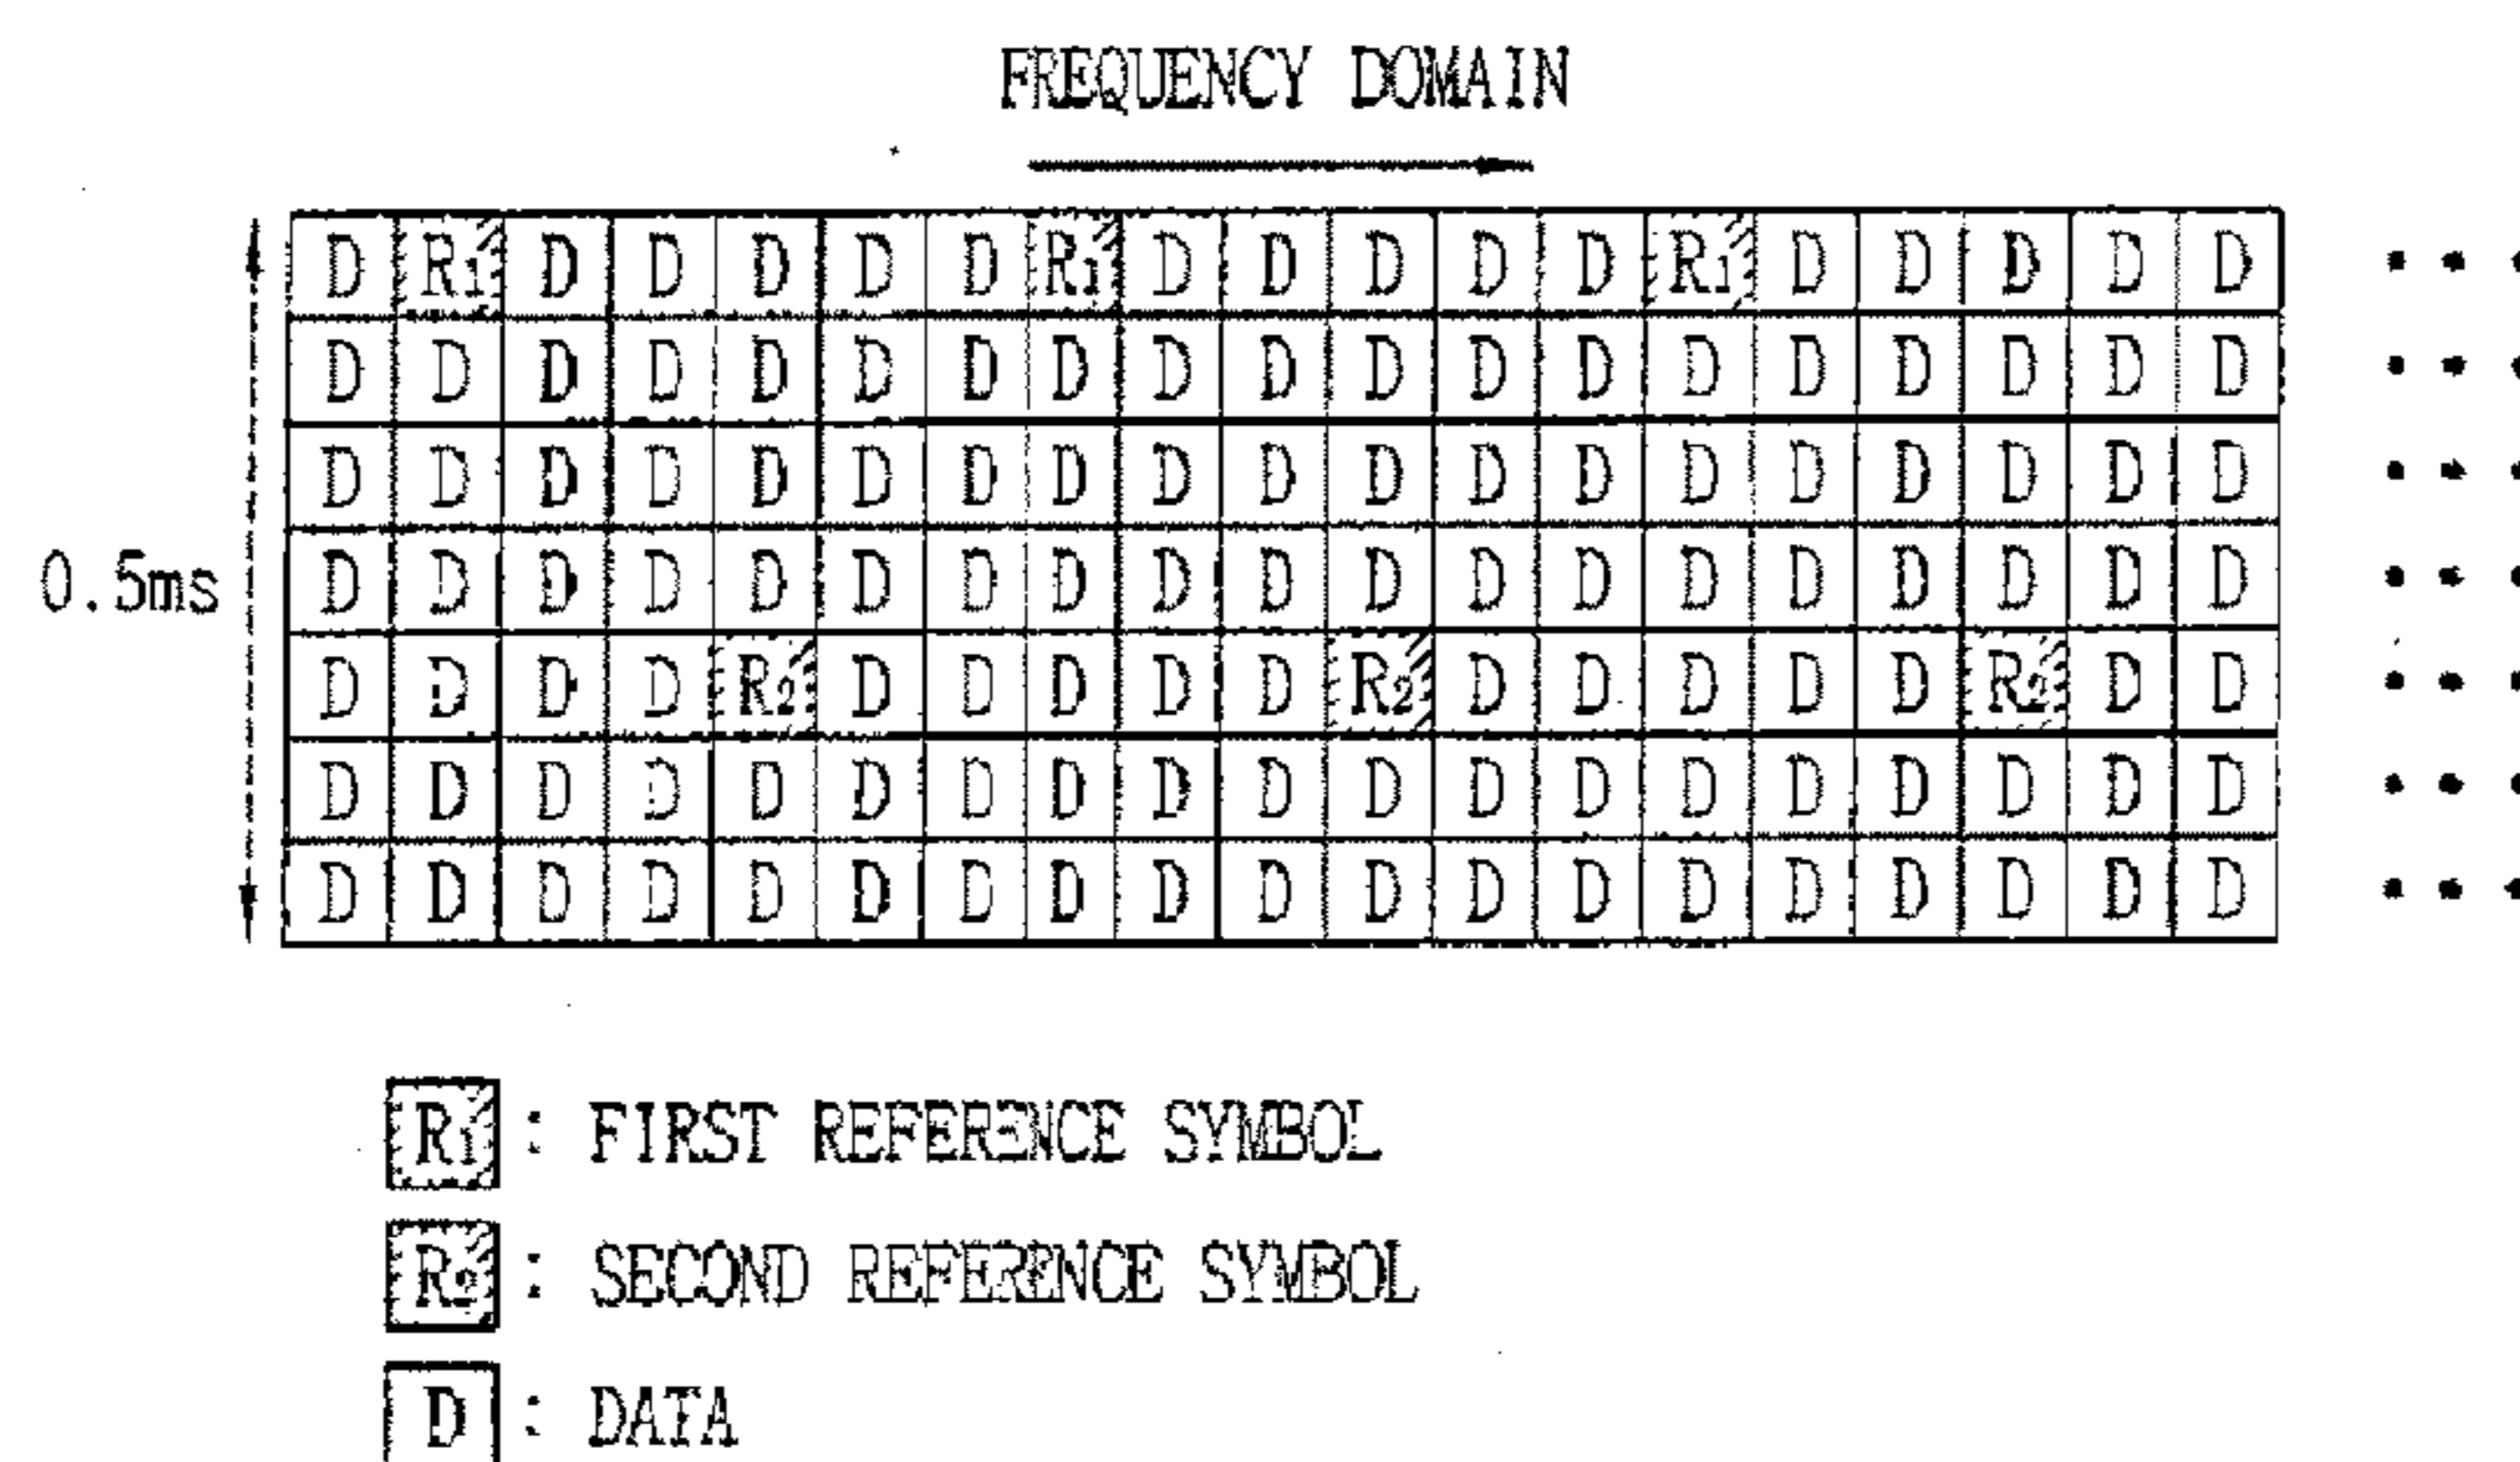 FREQUENCY DOMAIN
D R1 D D D D D R1 D D D D D R1 D D D D D •••
D D D D D D D D D D D D D D D D D D D •••
D D D D D D D D D D D D D D D D D D D •••
0.5ms D D D D D D D D D D D D D D D D D D D •••
D D D D R2 D D D D D R2 D D D D D R2 D D •••
D D D D D D D D D D D D D D D D D D D •••
D D D D D D D D D D D D D D D D D D D •••
R1 : FIRST REFERENCE SYMBOL
R2 : SECOND REFERENCE SYMBOL
D : DATA